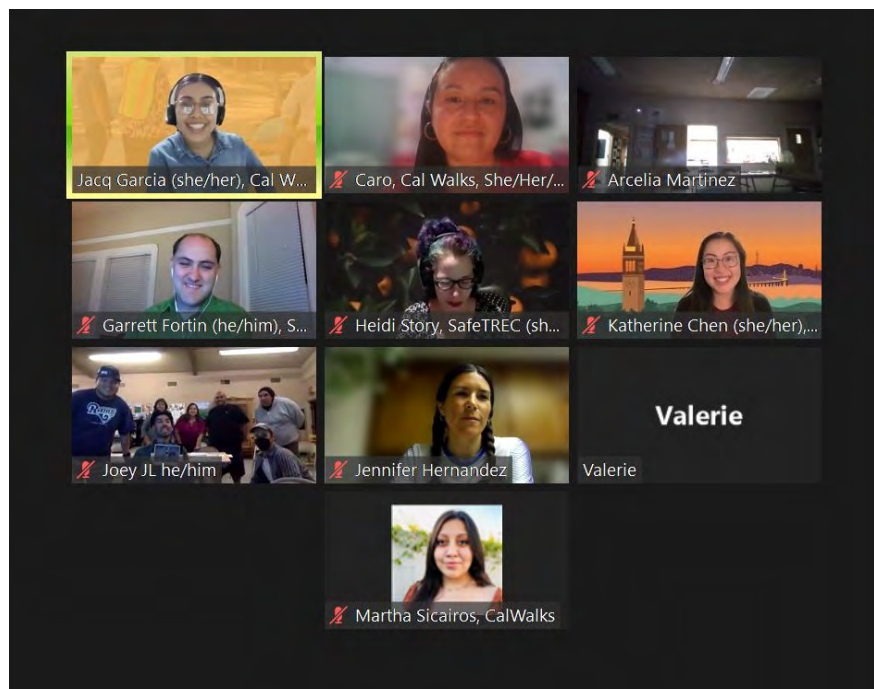 Jacq Garcia (she/her), Cal W...
Caro, Cal Walks, She/Her/...
Arcelia Martinez
Garrett Fortin (he/him), S...
Heidi Story, SafeTREC (sh...
Katherine Chen (she/her),...
Rams
Joey JL he/him
Jennifer Hernandez
Valerie
Valerie
Martha Sicairos, CalWalks